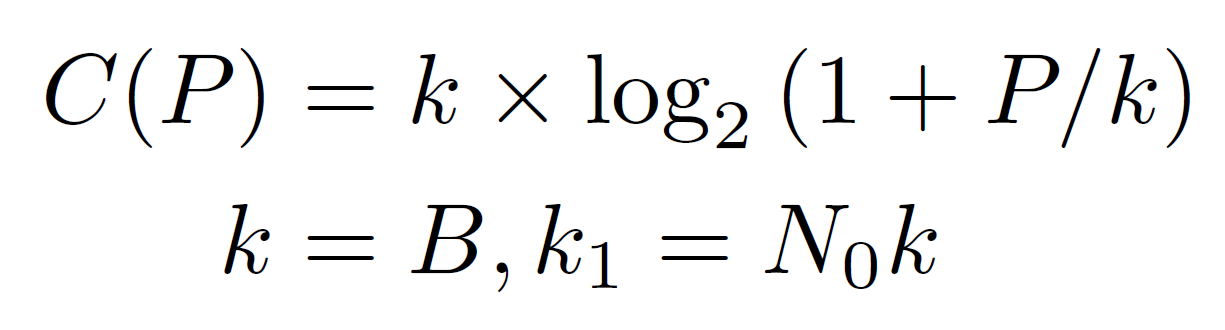 C(P) = k × log₂ (1 + P/k)
k = B, k₁ = N₀k